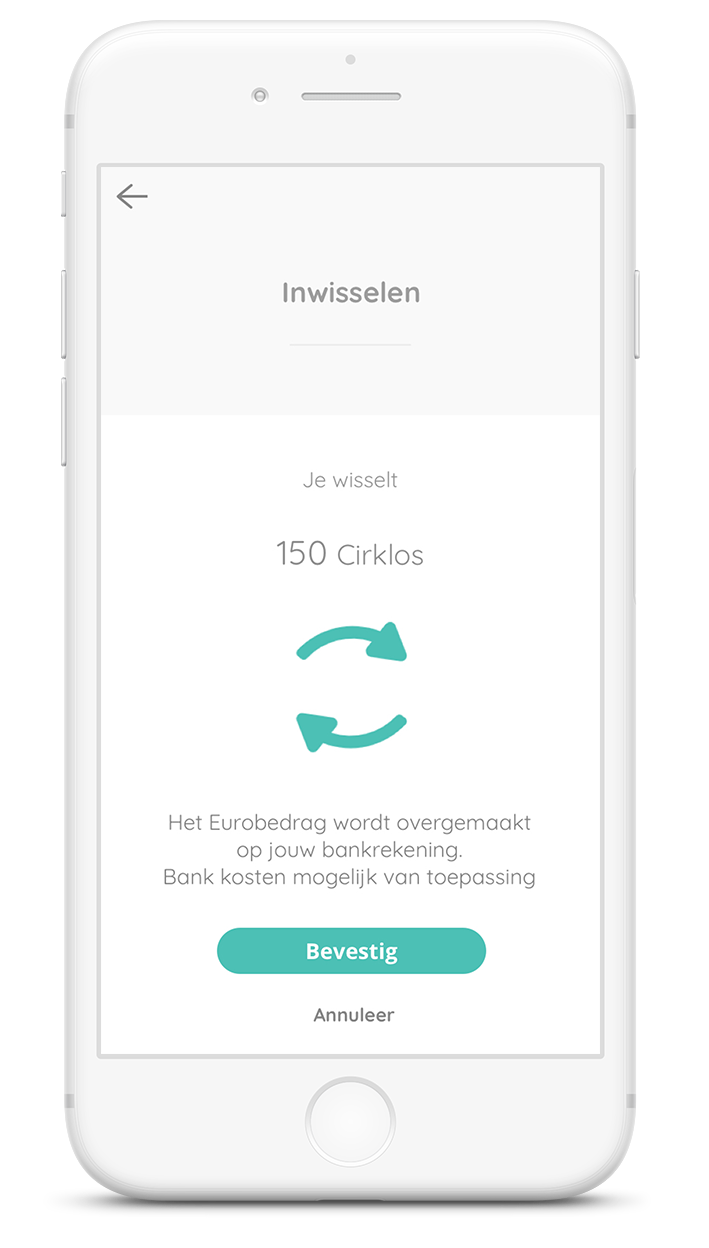 Inwisselen
Je wisselt
150 Cirklos
Het Eurobedrag wordt overgemaakt
op jouw bankrekening.
Bank kosten mogelijk van toepassing
Bevestig
Annuleer